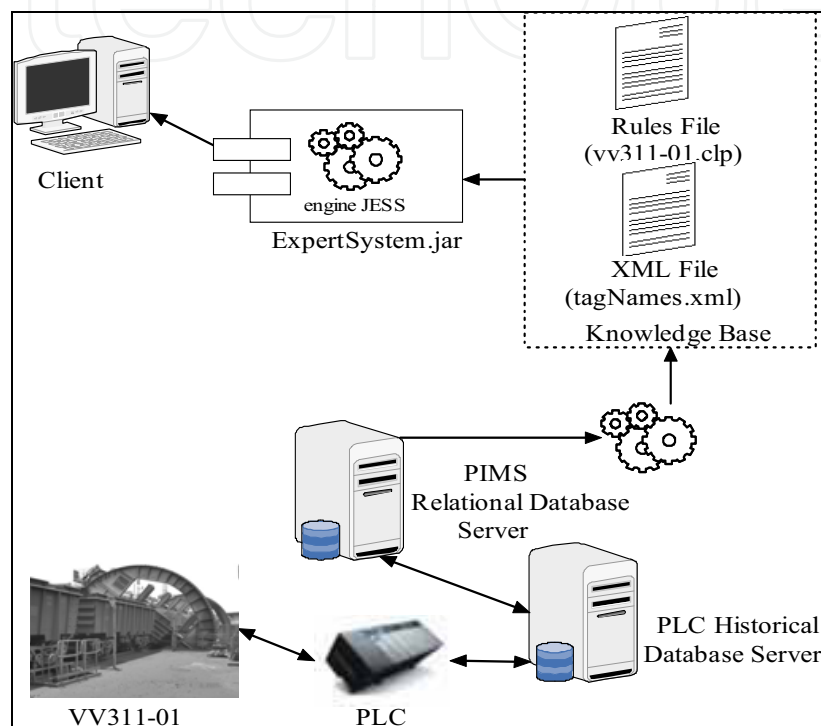 Client
engine JESS
ExpertSystem.jar
Rules File
(vv311-01.clp)
XML File
(tagNames.xml)
Knowledge Base
PIMS
Relational Database
Server
PLC Historical
Database Server
VV311-01
PLC